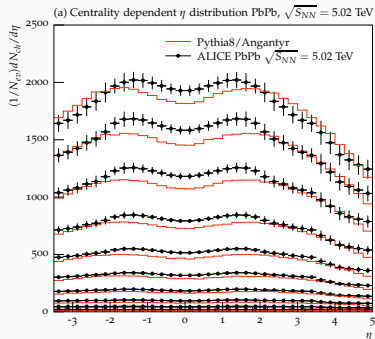 (a) Centrality dependent η distribution PbPb, √S_NN = 5.02 TeV
(1/N_ev) dN_ch/dη
Pythia8/Angantyr
ALICE PbPb √S_NN = 5.02 TeV
2500
2000
1500
1000
500
0
-3 -2 -1 0 1 2 3 4 5
η